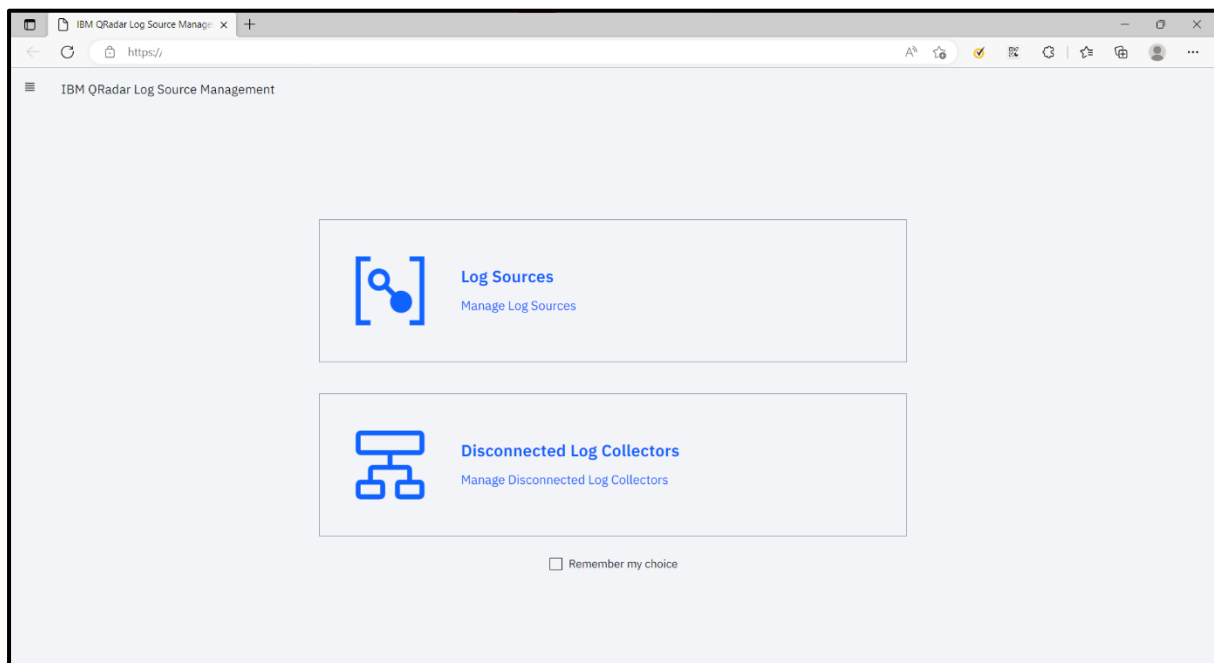 IBM QRadar Log Source Manage
https://
IBM QRadar Log Source Management
Log Sources
Manage Log Sources
Disconnected Log Collectors
Manage Disconnected Log Collectors
Remember my choice